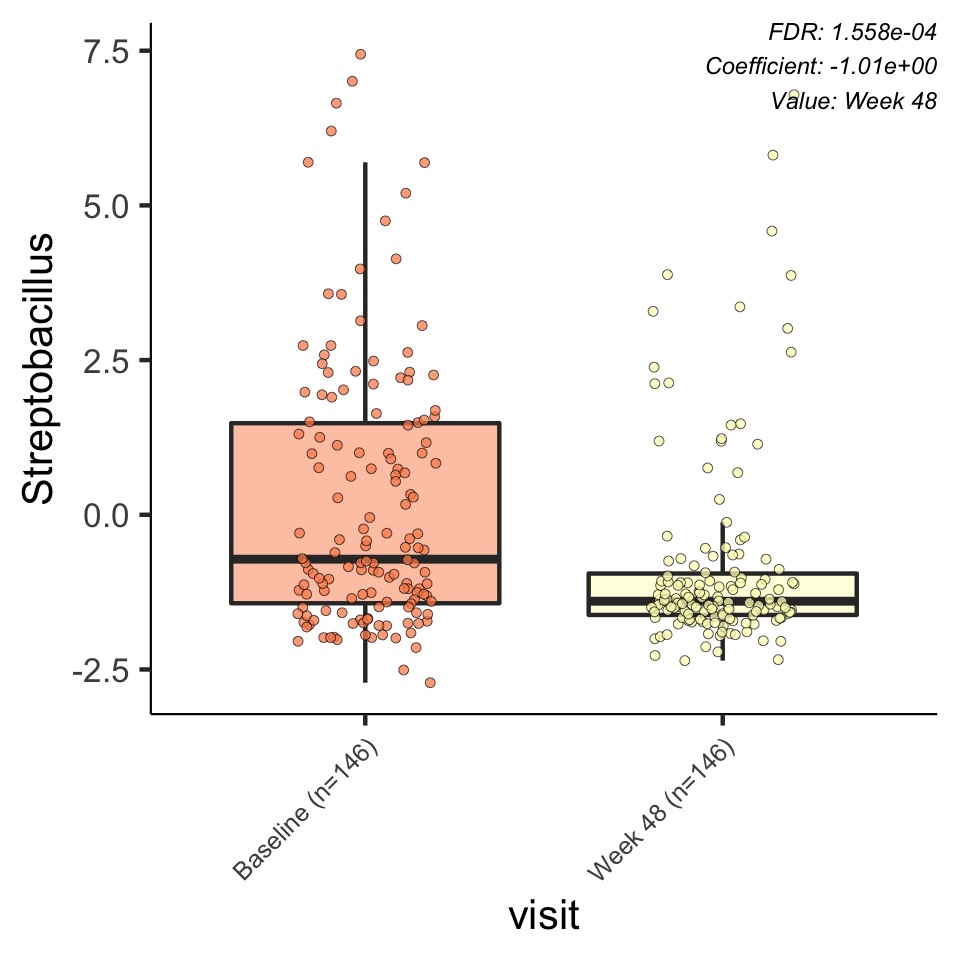 FDR: 1.558e-04
Coefficient: -1.01e+00
Value: Week 48
Streptobacillus
7.5
5.0
2.5
0.0
-2.5
Baseline (n=146)
Week 48 (n=146)
visit